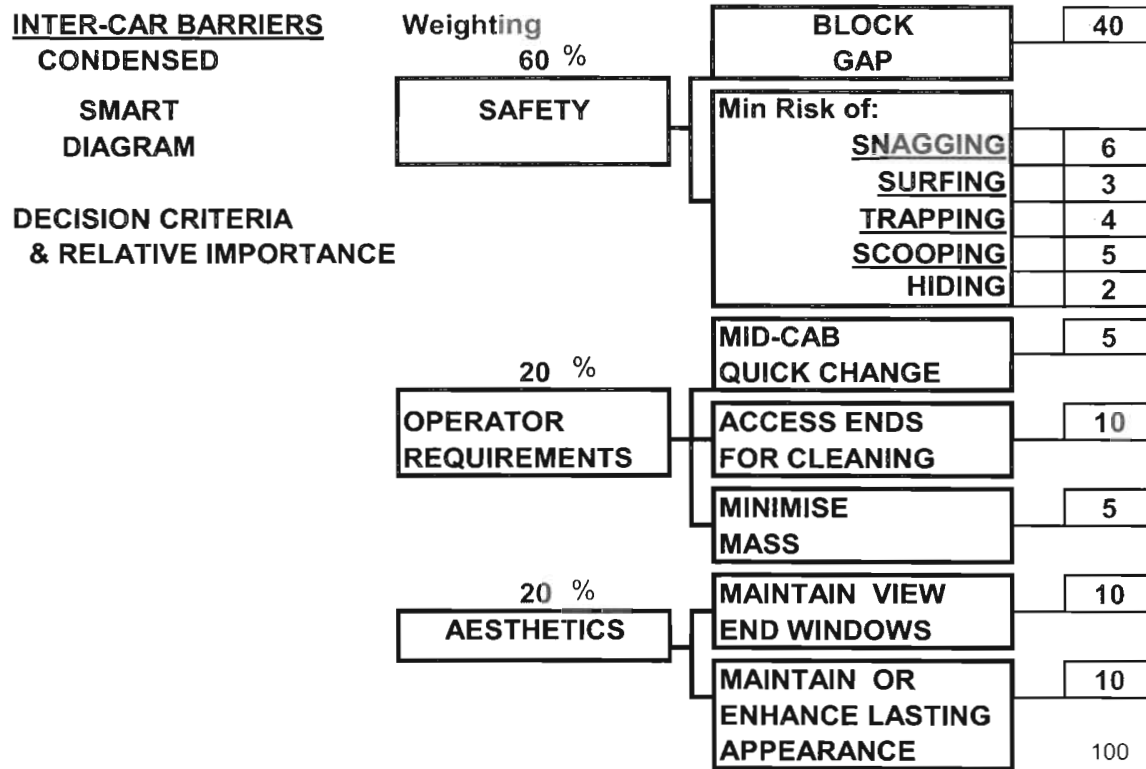 INTER-CAR BARRIERS
CONDENSED
SMART
DIAGRAM
DECISION CRITERIA
& RELATIVE IMPORTANCE
Weighting
60 %
SAFETY
BLOCK
GAP
40
Min Risk of:
SNAGGING 6
SURFING 3
TRAPPING 4
SCOOPING 5
HIDING 2
20 %
OPERATOR
REQUIREMENTS
MID-CAB
QUICK CHANGE
5
ACCESS ENDS
FOR CLEANING
10
MINIMISE
MASS
5
20 %
AESTHETICS
MAINTAIN VIEW
END WINDOWS
10
MAINTAIN OR
ENHANCE LASTING
APPEARANCE
10
100